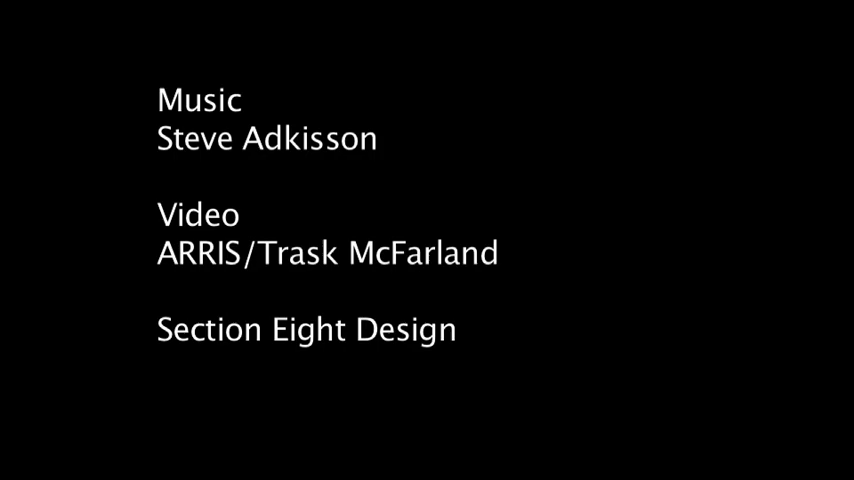 Music
Steve Adkisson
Video
ARRIS/Trask McFarland
Section Eight Design